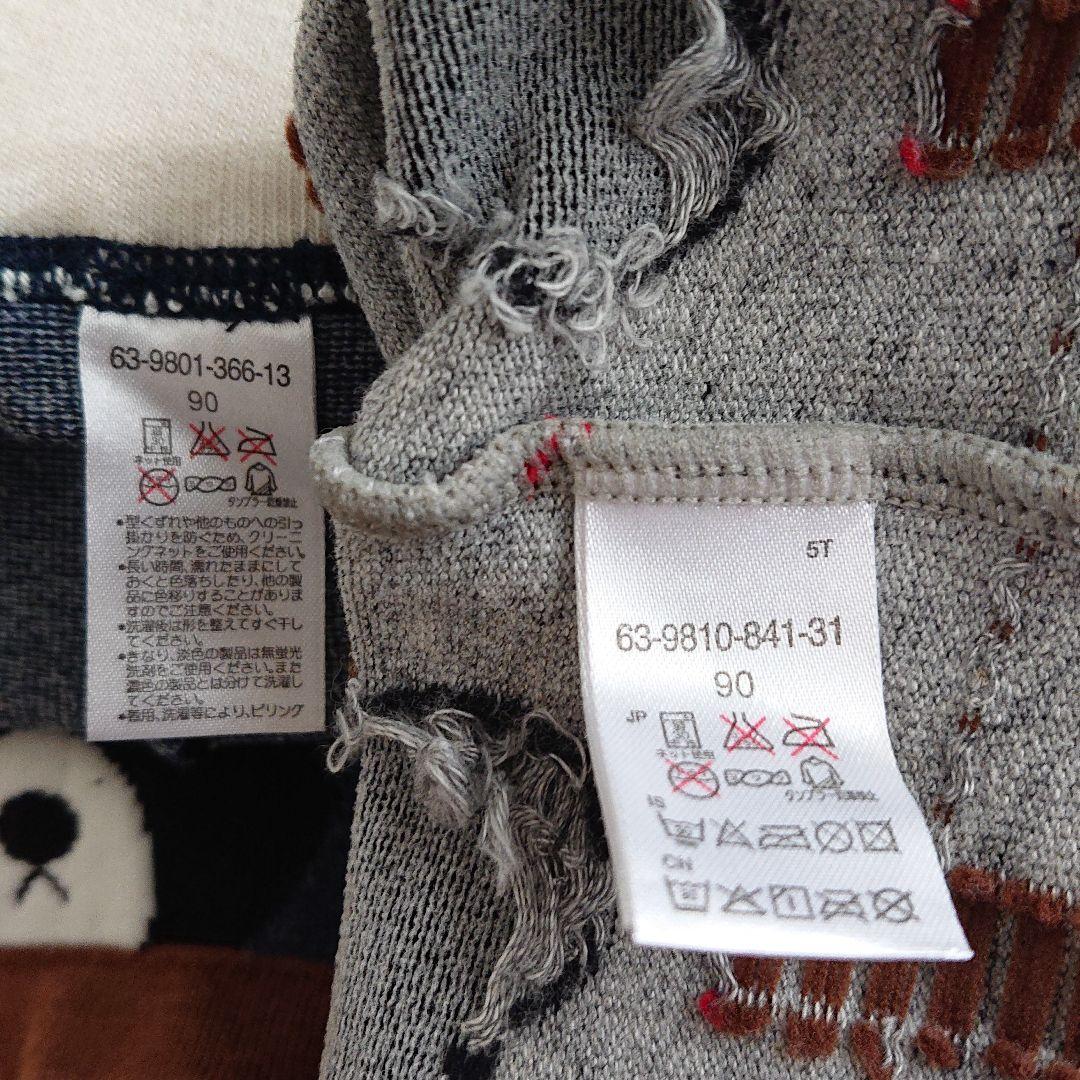 63-9801-366-13
90
ネット使用
タンブラー乾燥禁止
•型くずれや他のものへの引っ
掛かりを防ぐため、クリーニ
ングネットをご使用ください。
•長い時間、濡れたままにして
おくと色落ちしたり、他の製
品に色移りすることがありま
すのでご注意ください。
•洗濯後は形を整えてすぐ干し
てください。
•きなり、淡色の製品は無蛍光
洗剤をご使用ください。また
濃色の製品とは分けて洗濯し
てください。
•着用、洗濯等により、ピリング
5T
63-9810-841-31
90
JP
ネット使用
タンブラー乾燥禁止
IS
CN